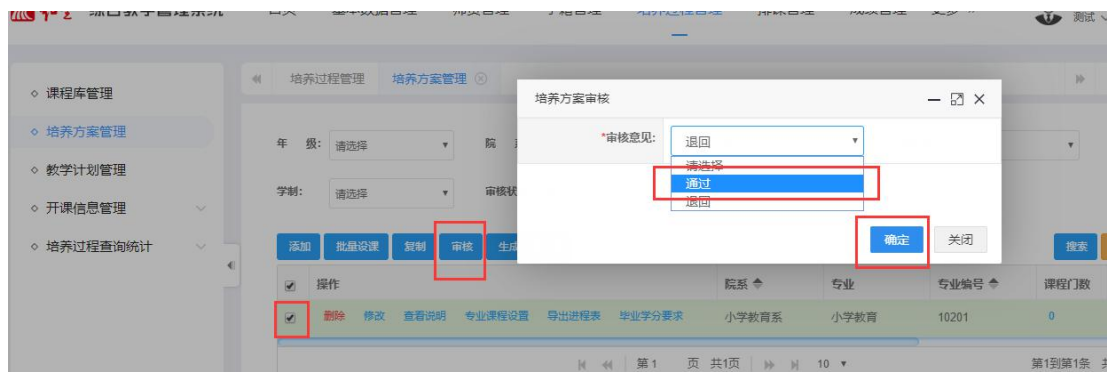 综合教学管理系统 首页 基本数据管理 师资管理 学籍管理 培养过程管理 排课管理 成绩管理 更多 测试
培养过程管理 培养方案管理
课程库管理
培养方案管理
教学计划管理
开课信息管理
培养过程查询统计
年 级: 请选择 院
学制: 请选择 审核状
培养方案审核
*审核意见: 退回
请选择
通过
退回
确定 关闭
添加 批量设课 复制 审核 生成 搜索
操作 院系 专业 专业编号 课程门数
删除 修改 查看说明 专业课程设置 导出进程表 毕业学分要求 小学教育系 小学教育 10201 0
第 1 页 共1页 10 第1到第1条